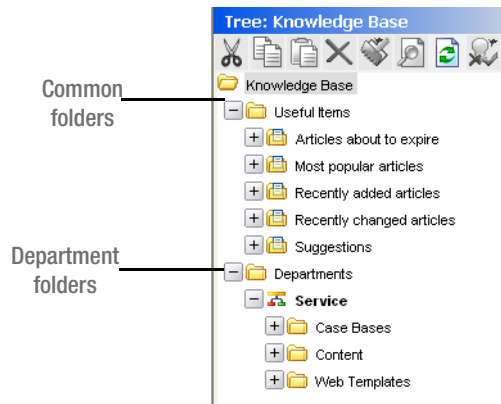 Tree: Knowledge Base
Knowledge Base
Common
folders
Useful Items
Articles about to expire
Most popular articles
Recently added articles
Recently changed articles
Suggestions
Department
folders
Departments
Service
Case Bases
Content
Web Templates